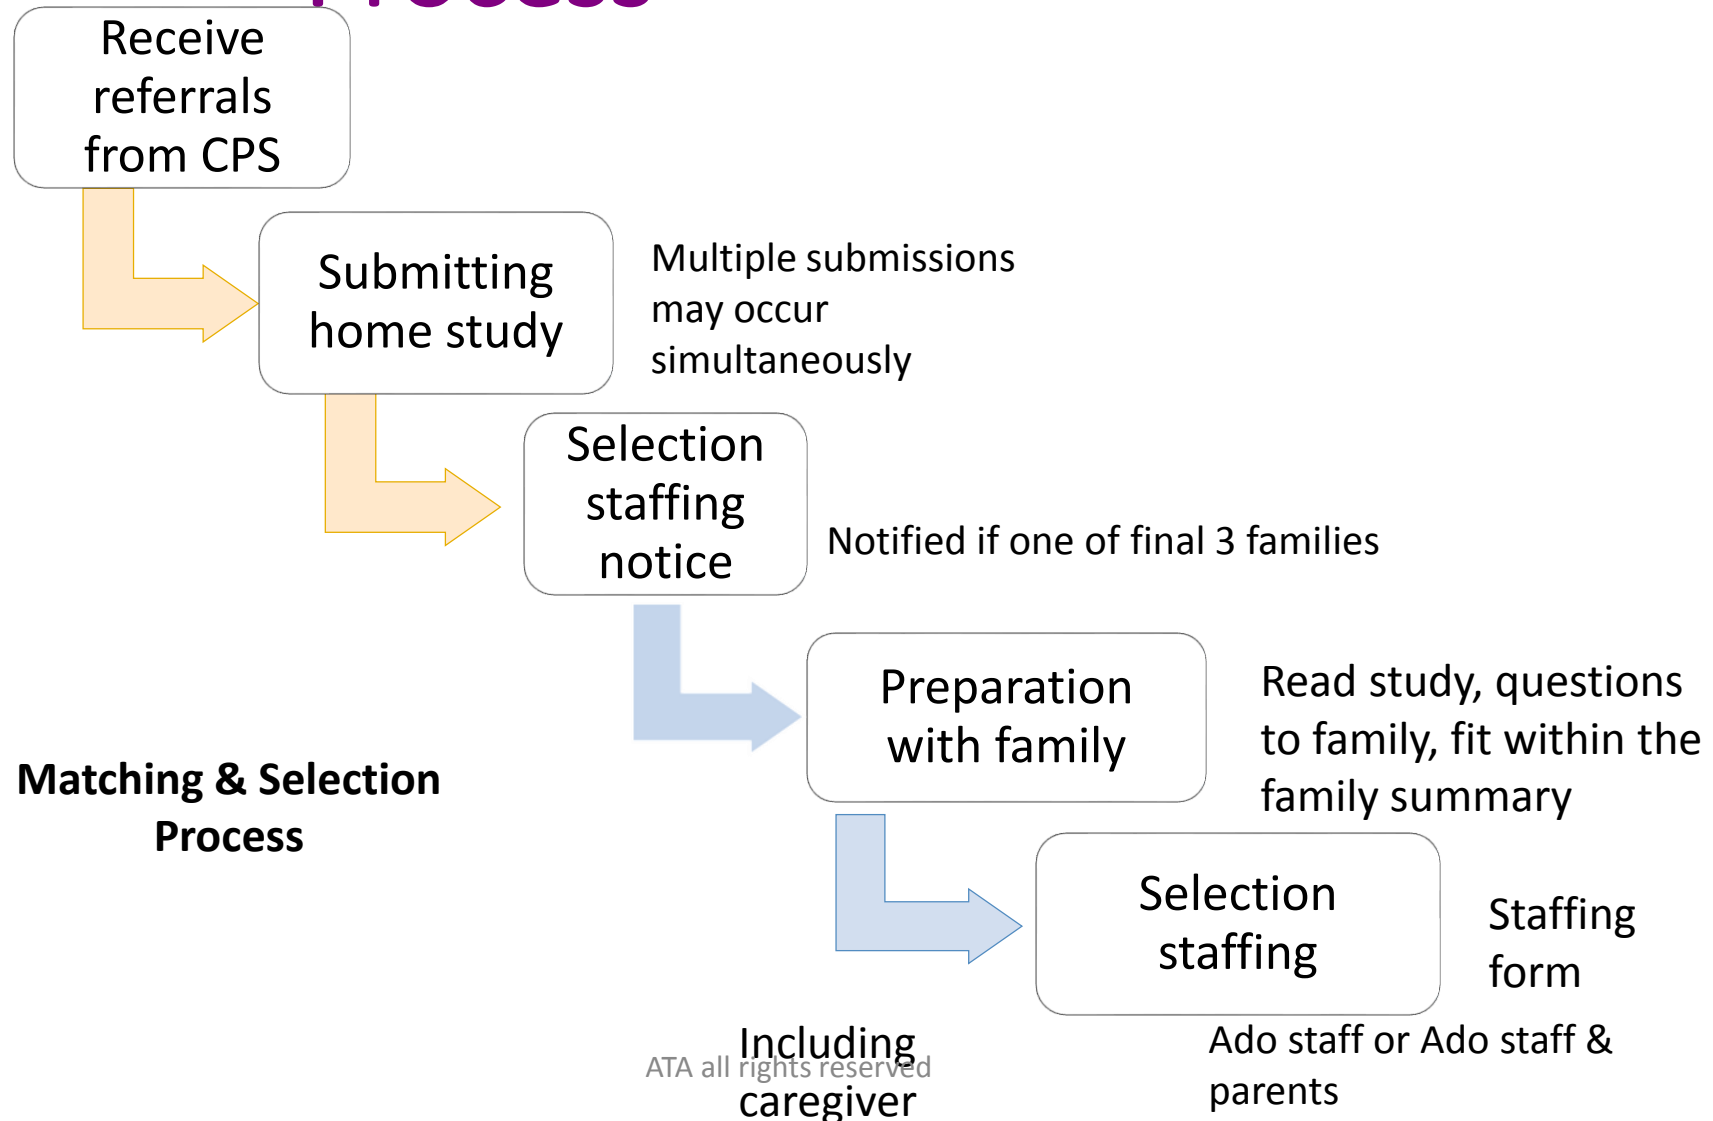 Process
Receive
referrals
from CPS
Submitting
home study
Multiple submissions
may occur
simultaneously
Selection
staffing
notice
Notified if one of final 3 families
Preparation
with family
Read study, questions
to family, fit within the
family summary
Matching & Selection
Process
Selection
staffing
Staffing
form
Including
caregiver
ATA all rights reserved
Ado staff or Ado staff &
parents